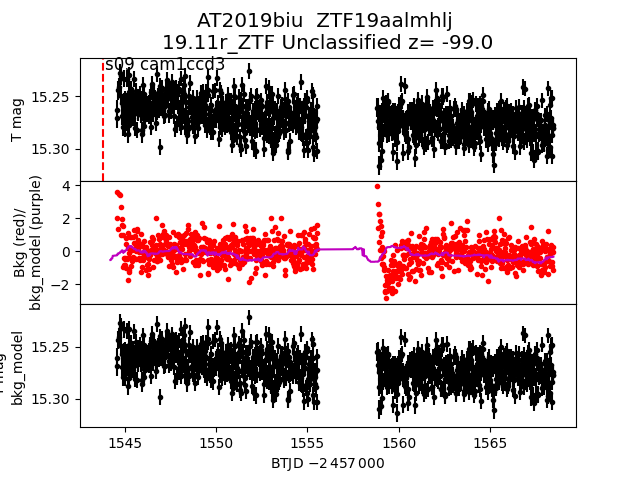 AT2019biu  ZTF19aalmhlj
19.11r_ZTF Unclassified z= -99.0
s09 cam1ccd3
T mag
15.25
15.30
Bkg (red)/
bkg_model (purple)
4
2
0
−2
bkg_model
15.25
15.30
1545
1550
1555
1560
1565
BTJD −2 457 000